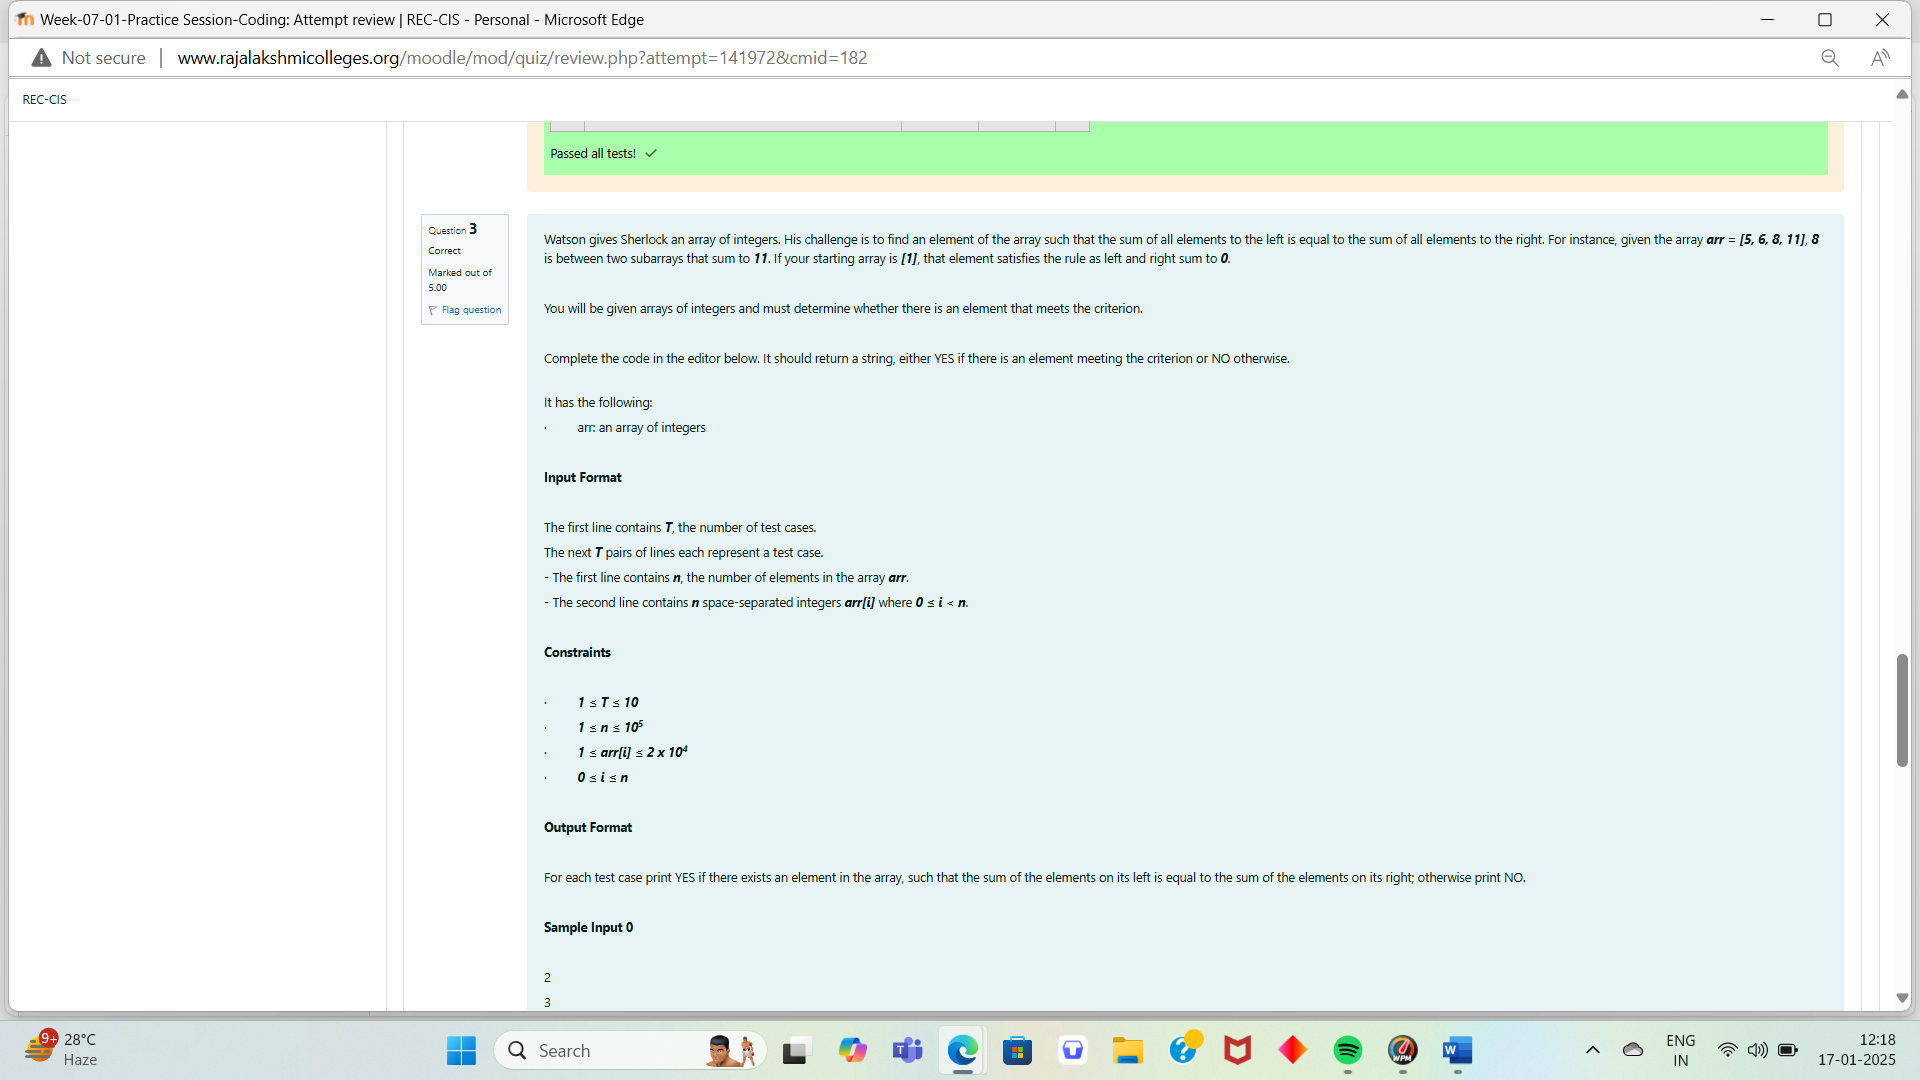 Week-07-01-Practice Session-Coding: Attempt review | REC-CIS - Personal - Microsoft Edge
Not secure
www.rajalakshmicolleges.org/moodle/mod/quiz/review.php?attempt=141972&cmid=182
REC-CIS
Passed all tests!
Question 3
Correct
Marked out of
5.00
Flag question
Watson gives Sherlock an array of integers. His challenge is to find an element of the array such that the sum of all elements to the left is equal to the sum of all elements to the right. For instance, given the array arr = [5, 6, 8, 11], 8
is between two subarrays that sum to 11. If your starting array is [1], that element satisfies the rule as left and right sum to 0.
You will be given arrays of integers and must determine whether there is an element that meets the criterion.
Complete the code in the editor below. It should return a string, either YES if there is an element meeting the criterion or NO otherwise.
It has the following:
· arr: an array of integers
Input Format
The first line contains T, the number of test cases.
The next T pairs of lines each represent a test case.
- The first line contains n, the number of elements in the array arr.
- The second line contains n space-separated integers arr[i] where 0 ≤ i < n.
Constraints
· 1 ≤ T ≤ 10
· 1 ≤ n ≤ 10⁵
· 1 ≤ arr[i] ≤ 2 x 10⁴
· 0 ≤ i ≤ n
Output Format
For each test case print YES if there exists an element in the array, such that the sum of the elements on its left is equal to the sum of the elements on its right; otherwise print NO.
Sample Input 0
2
3
9+
28°C
Haze
Search
WPM
ENG
IN
12:18
17-01-2025